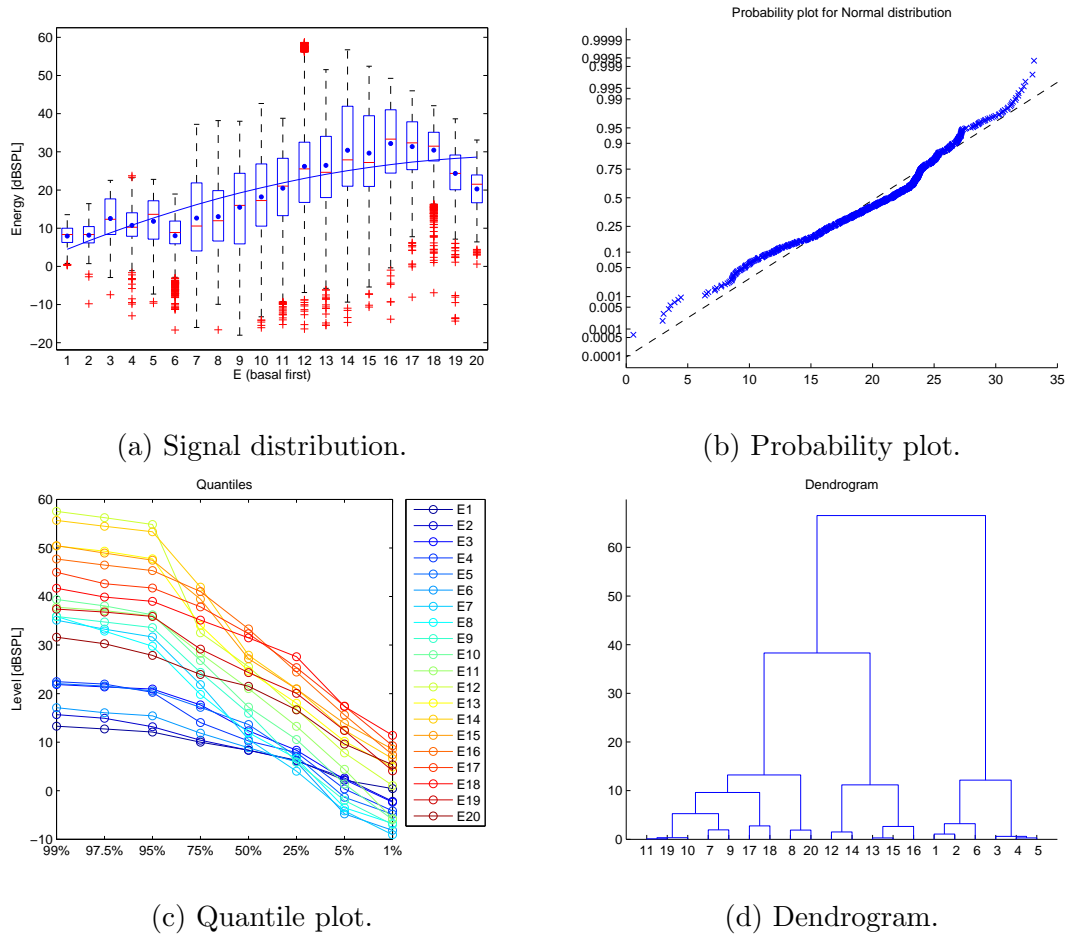 60
50
40
30
20
10
0
−10
−20
Energy [dBSPL]
1 2 3 4 5 6 7 8 9 10 11 12 13 14 15 16 17 18 19 20
E (basal first)
(a) Signal distribution.
Probability plot for Normal distribution
0.9999
0.9995
0.999
0.995
0.99
0.95
0.9
0.75
0.5
0.25
0.1
0.05
0.01
0.005
0.001
0.0005
0.0001
0 5 10 15 20 25 30 35
(b) Probability plot.
Quantiles
60
50
40
30
20
10
0
−10
Level [dBSPL]
99% 97.5% 95% 75% 50% 25% 5% 1%
E1
E2
E3
E4
E5
E6
E7
E8
E9
E10
E11
E12
E13
E14
E15
E16
E17
E18
E19
E20
(c) Quantile plot.
Dendrogram
60
50
40
30
20
10
0
11 19 10 7 9 17 18 8 20 12 14 13 15 16 1 2 6 3 4 5
(d) Dendrogram.